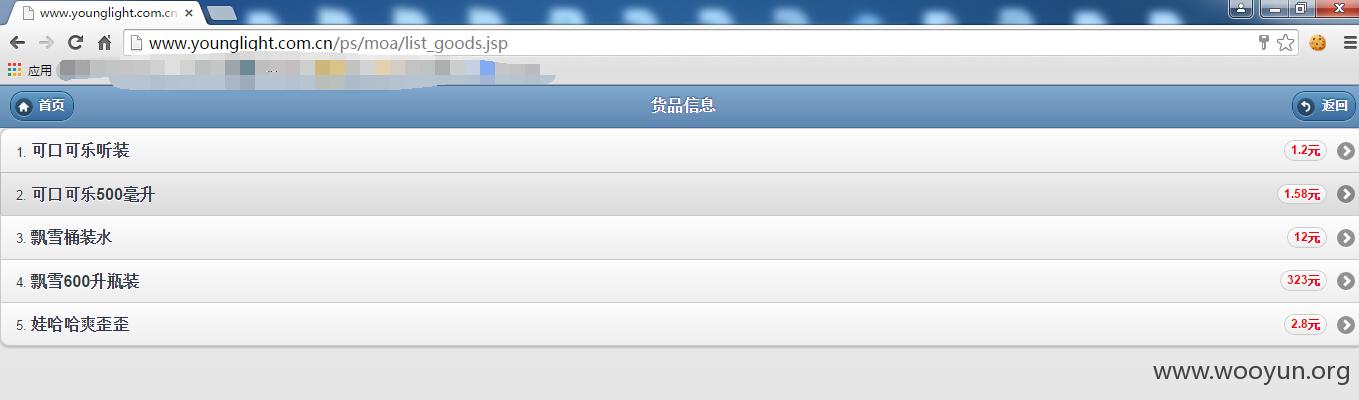 www.younglight.com.cn
www.younglight.com.cn/ps/moa/list_goods.jsp
应用
首页
货品信息
返回
1. 可口可乐听装 1.2元
2. 可口可乐500毫升 1.58元
3. 飘雪桶装水 12元
4. 飘雪600升瓶装 323元
5. 娃哈哈爽歪歪 2.8元
www.wooyun.org